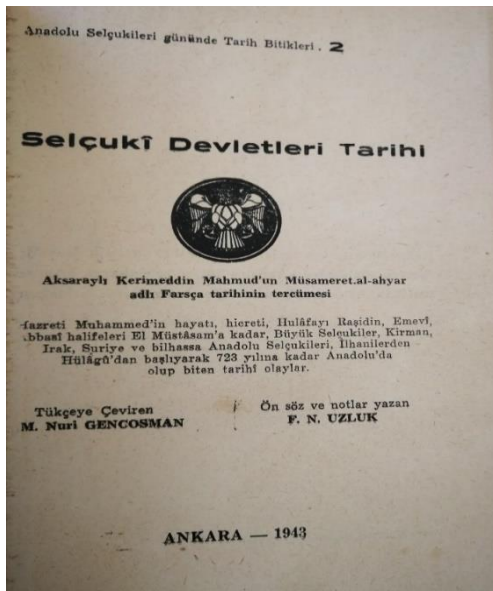 Anadolu Selçukileri gününde Tarih Bitikleri. 2
Selçukî Devletleri Tarihi
Aksaraylı Kerimeddin Mahmud'un Müsameret.al-ahyar
adlı Farsça tarihinin tercümesi
Hazreti Muhammed'in hayatı, hicreti, Hulâfayı Raşidin, Emevî,
Abbasî halifeleri El Müstâsam'a kadar, Büyük Selçukiler, Kirman,
Irak, Suriye ve bilhassa Anadolu Selçukileri, İlhanilerden
Hülâgû'dan başlıyarak 723 yılına kadar Anadolu'da
olup biten tarihî olaylar.
Tükçeye Çeviren
M. Nuri GENCOSMAN
Ön söz ve notlar yazan
F. N. UZLUK
ANKARA — 1943